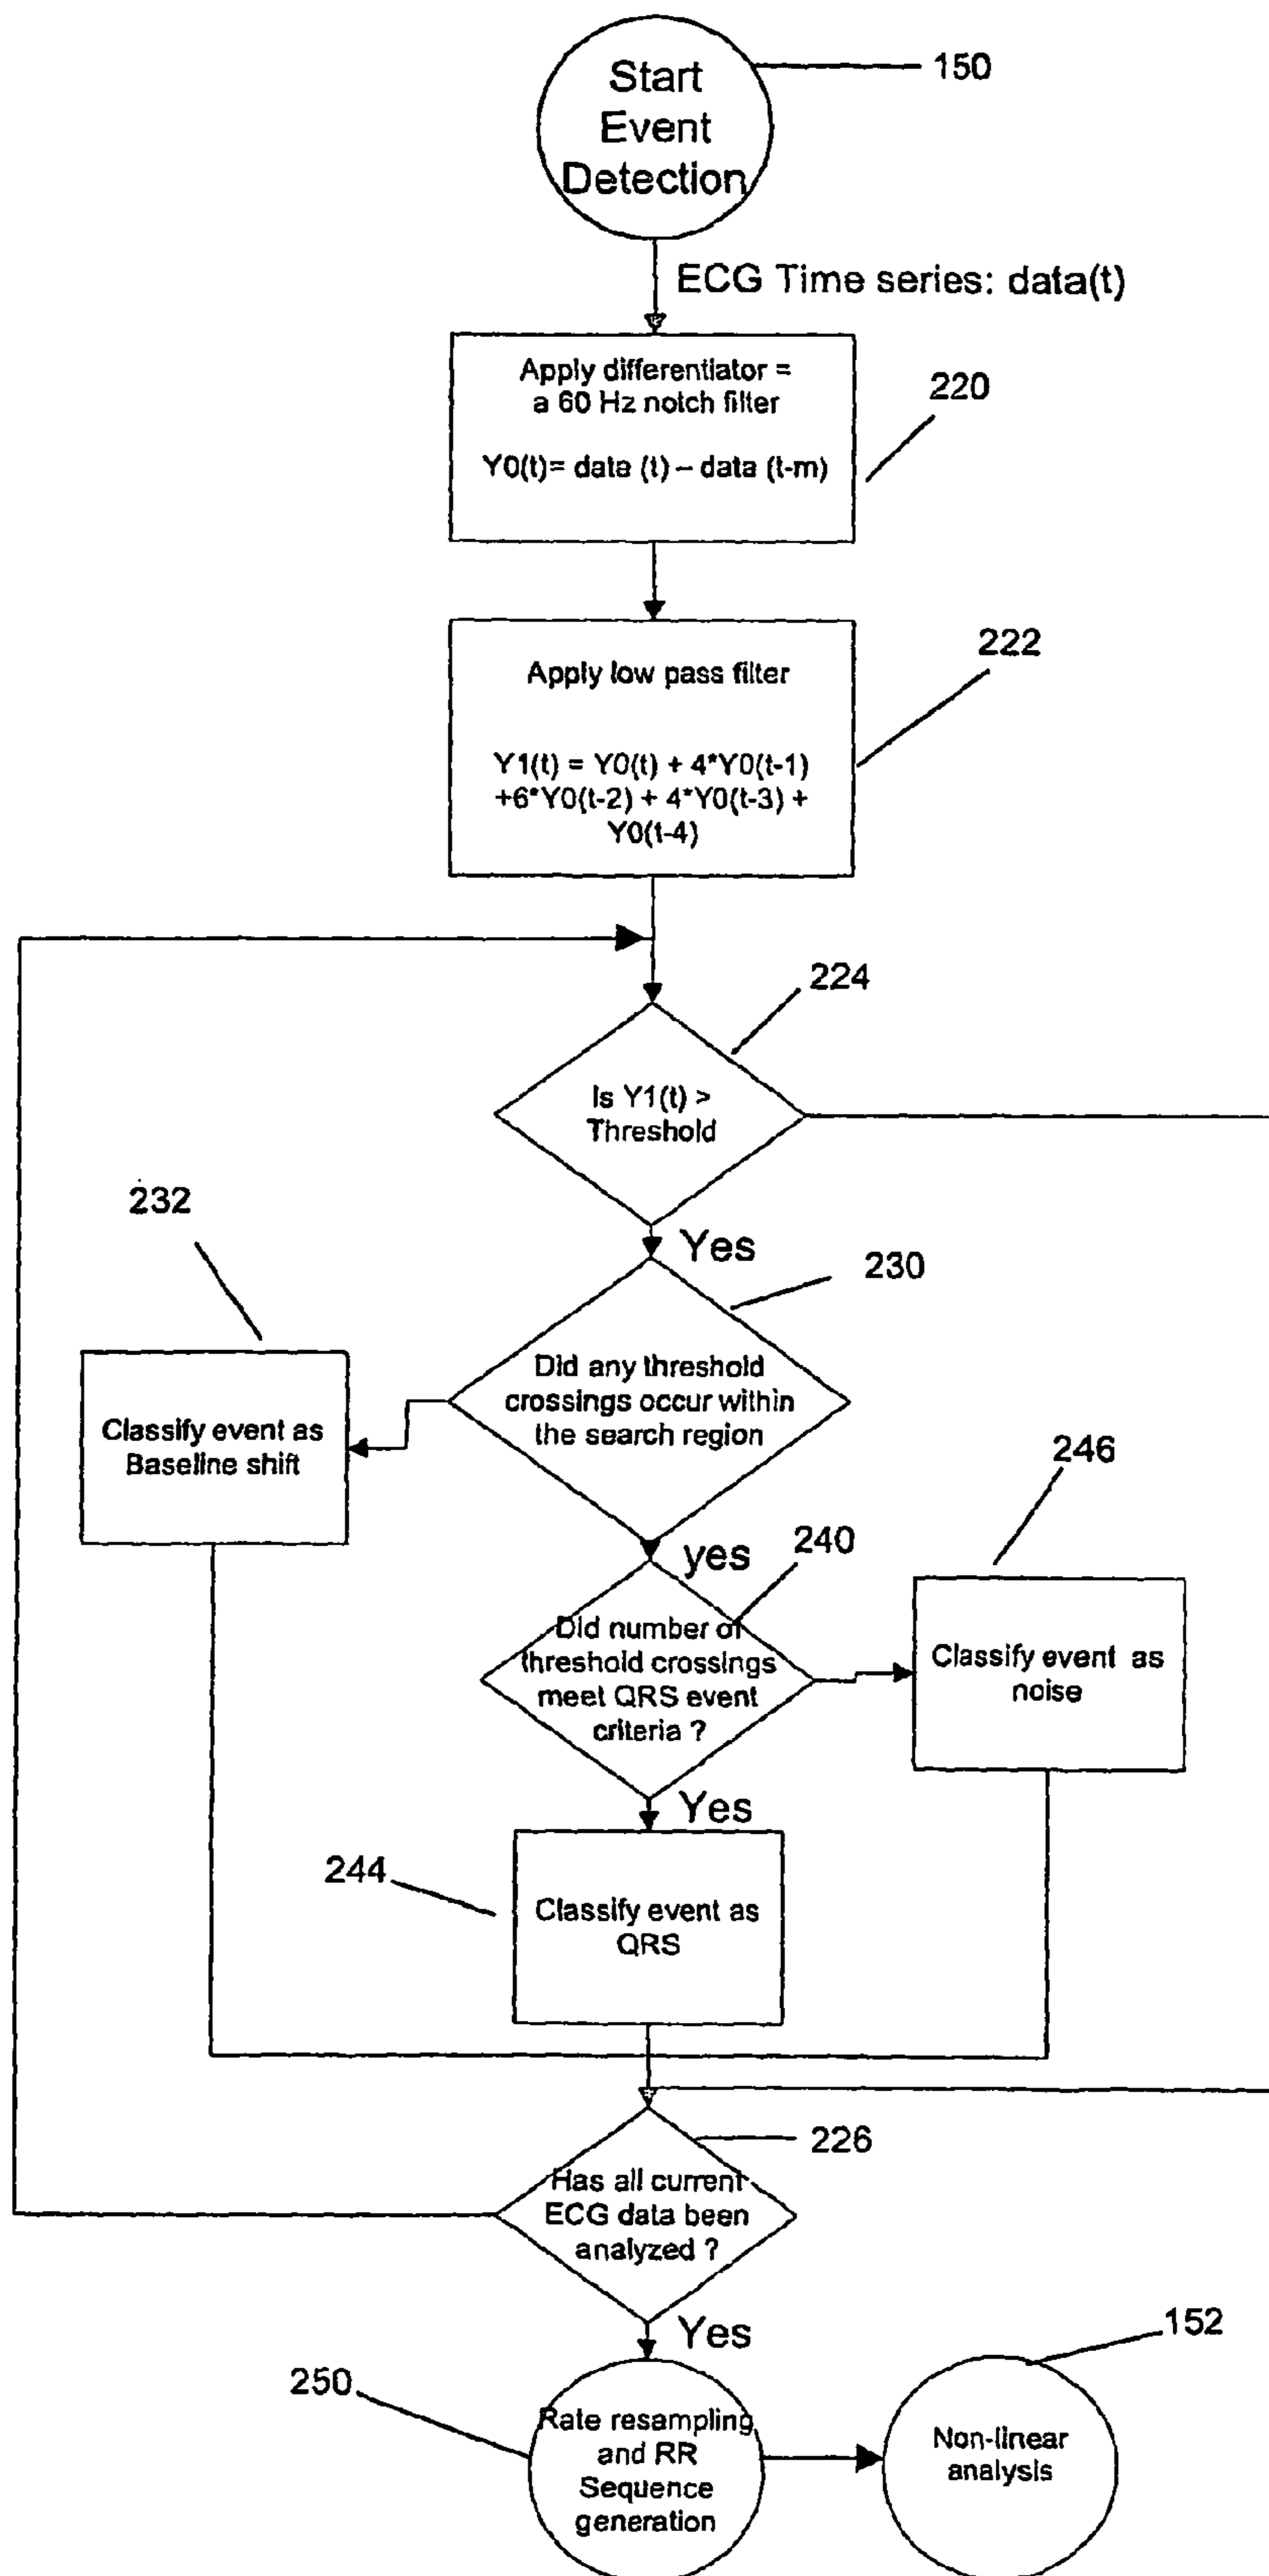 Start
Event
Detection
150
ECG Time series: data(t)
Apply differentiator =
a 60 Hz notch filter
Y0(t)= data (t) – data (t-m)
220
Apply low pass filter
Y1(t) = Y0(t) + 4*Y0(t-1)
+6*Y0(t-2) + 4*Y0(t-3) +
Y0(t-4)
222
224
Is Y1(t) >
Threshold
Yes
232
230
Did any threshold
crossings occur within
the search region
Classify event as
Baseline shift
246
yes
240
Did number of
threshold crossings
meet QRS event
criteria ?
Classify event as
noise
Yes
244
Classify event as
QRS
226
Has all current
ECG data been
analyzed ?
Yes
152
250
Rate resampling
and RR
Sequence
generation
Non-linear
analysis